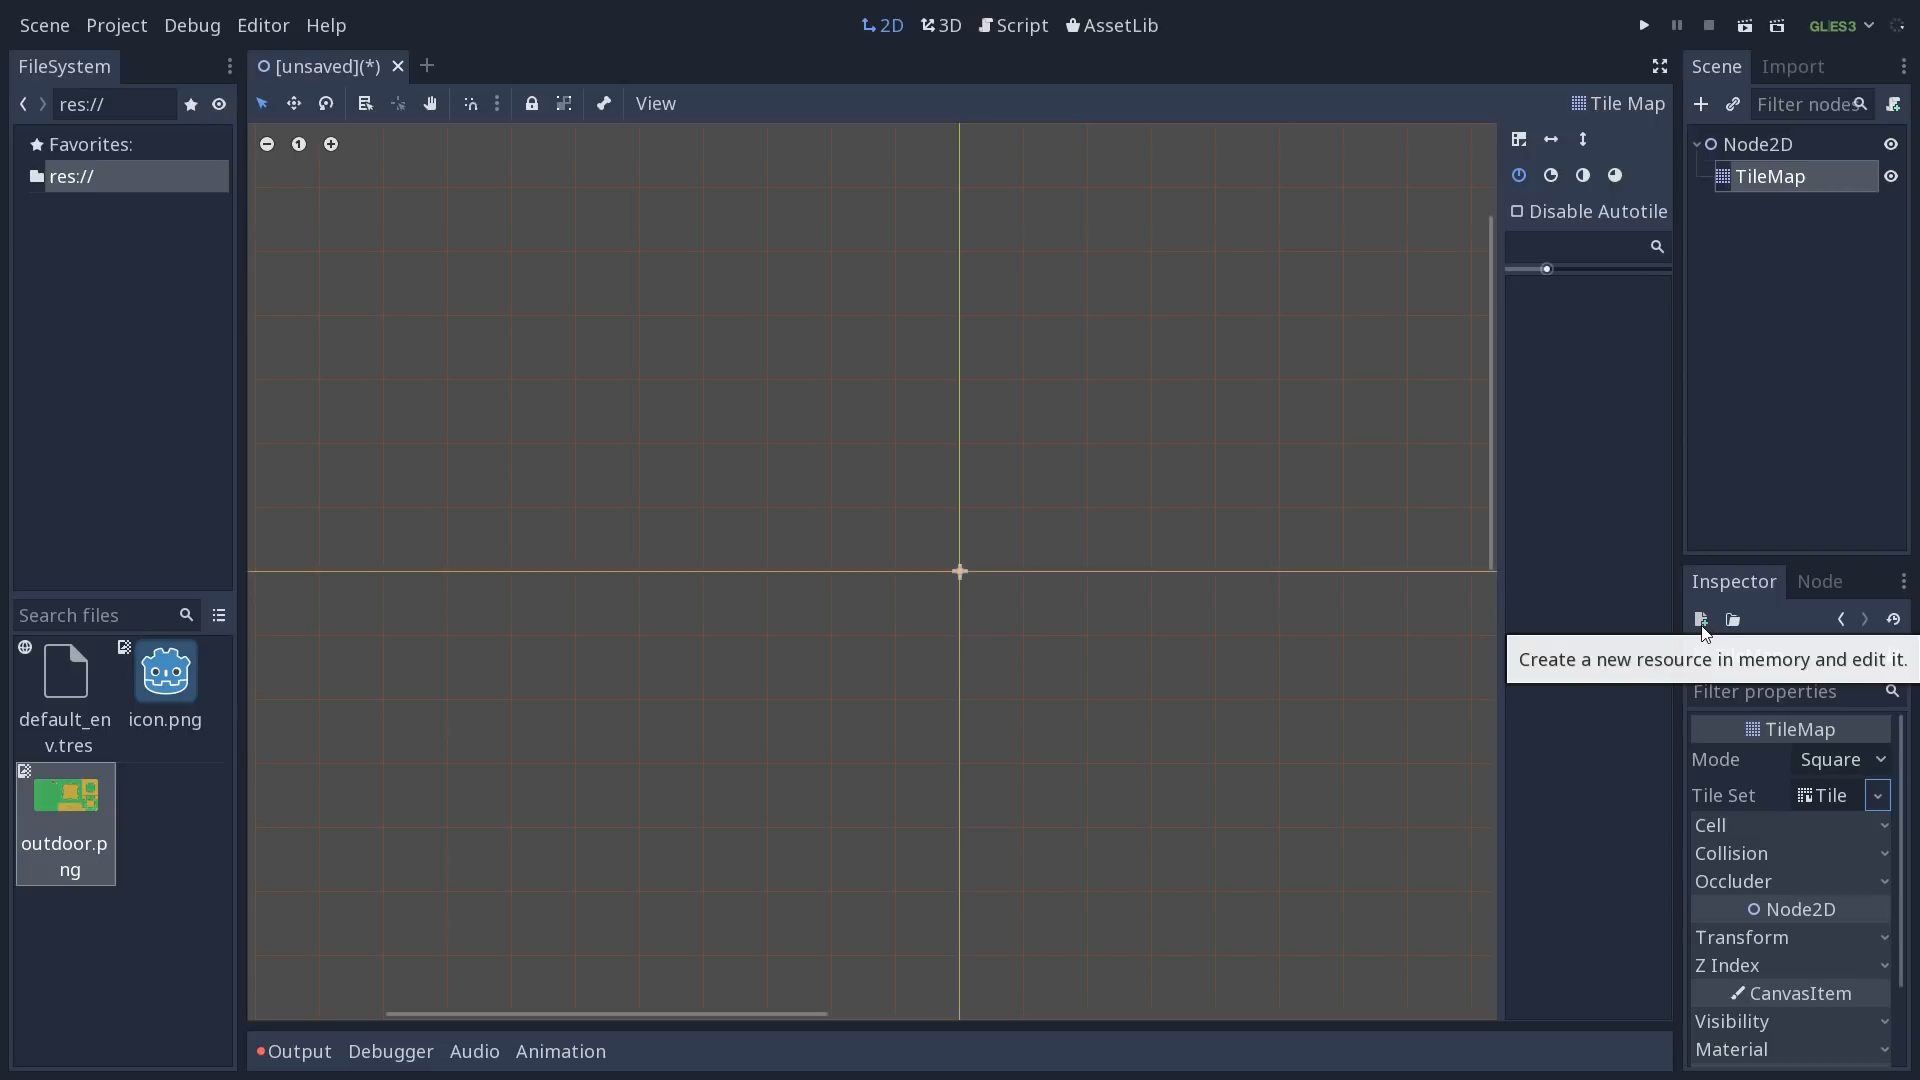 Scene Project Debug Editor Help
2D 3D Script AssetLib
GLES3
FileSystem
res://
Favorites:
res://
Search files
default_en
v.tres
icon.png
outdoor.p
ng
[unsaved](*)
View
Tile Map
1
Disable Autotile
Output Debugger Audio Animation
Scene Import
Filter nodes
Node2D
TileMap
Inspector Node
Create a new resource in memory and edit it.
Filter properties
TileMap
Mode Square
Tile Set Tile
Cell
Collision
Occluder
Node2D
Transform
Z Index
CanvasItem
Visibility
Material